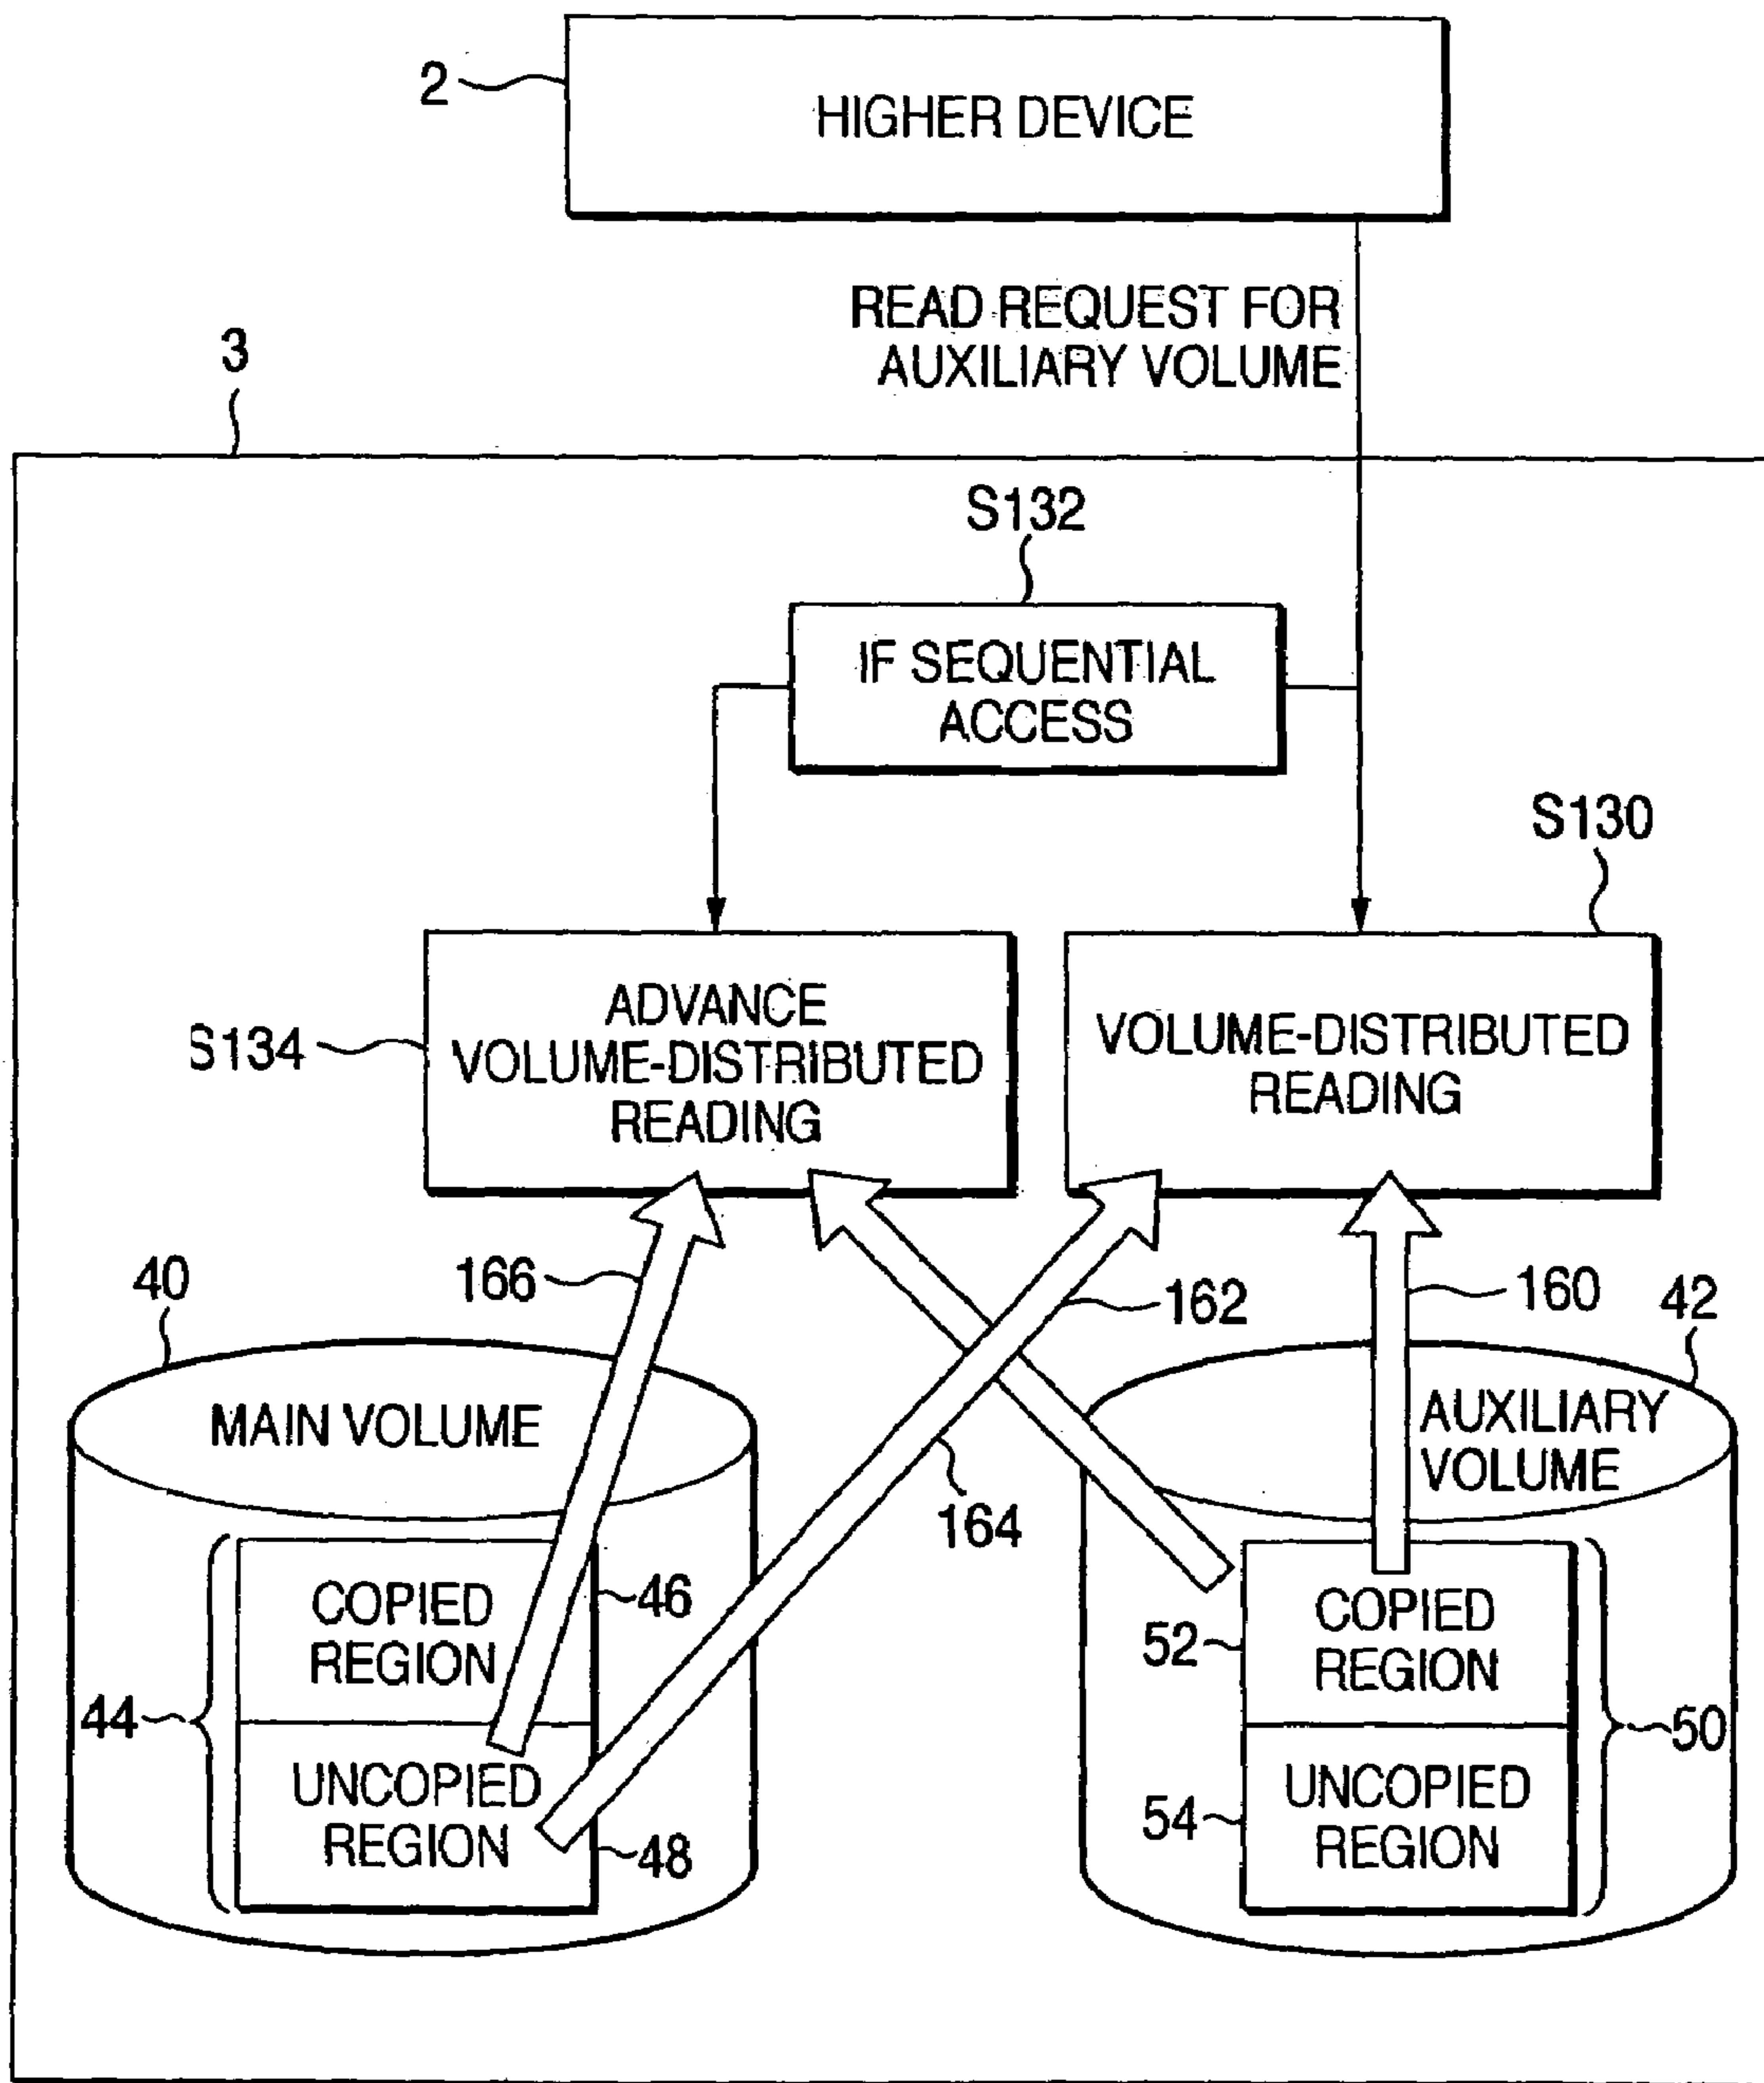 2
HIGHER DEVICE
READ REQUEST FOR
AUXILIARY VOLUME
3
S132
IF SEQUENTIAL
ACCESS
S130
ADVANCE
VOLUME-DISTRIBUTED
READING
S134
VOLUME-DISTRIBUTED
READING
40
166
162
160
42
MAIN VOLUME
AUXILIARY
VOLUME
164
COPIED
REGION
46
44
UNCOPIED
REGION
48
52
COPIED
REGION
50
54
UNCOPIED
REGION